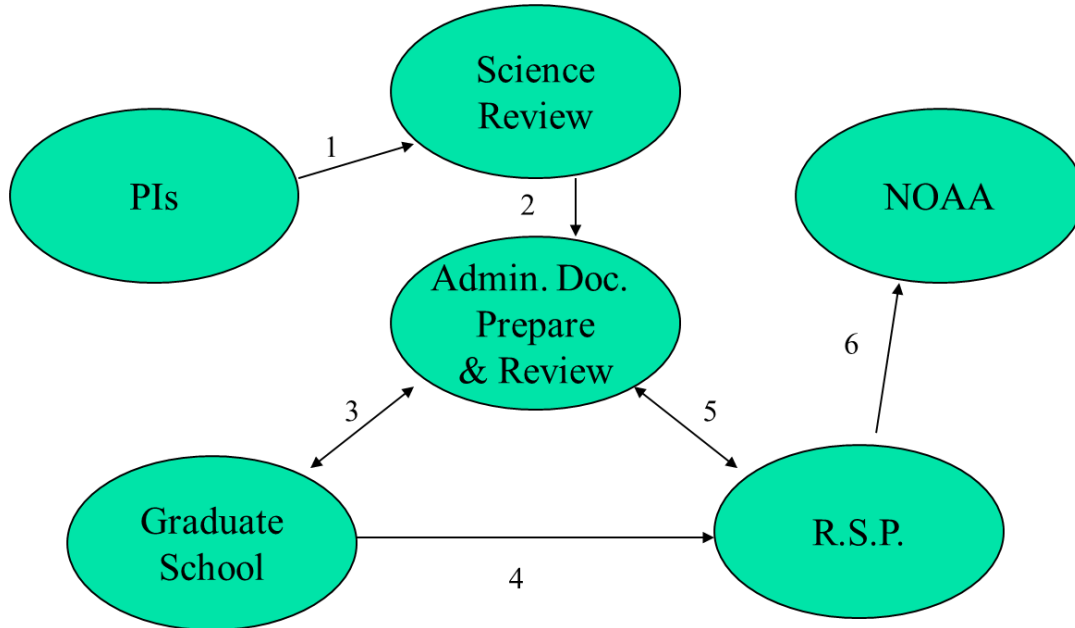 Science
Review
1
PIs
2
NOAA
Admin. Doc.
Prepare
& Review
6
3
5
Graduate
School
R.S.P.
4